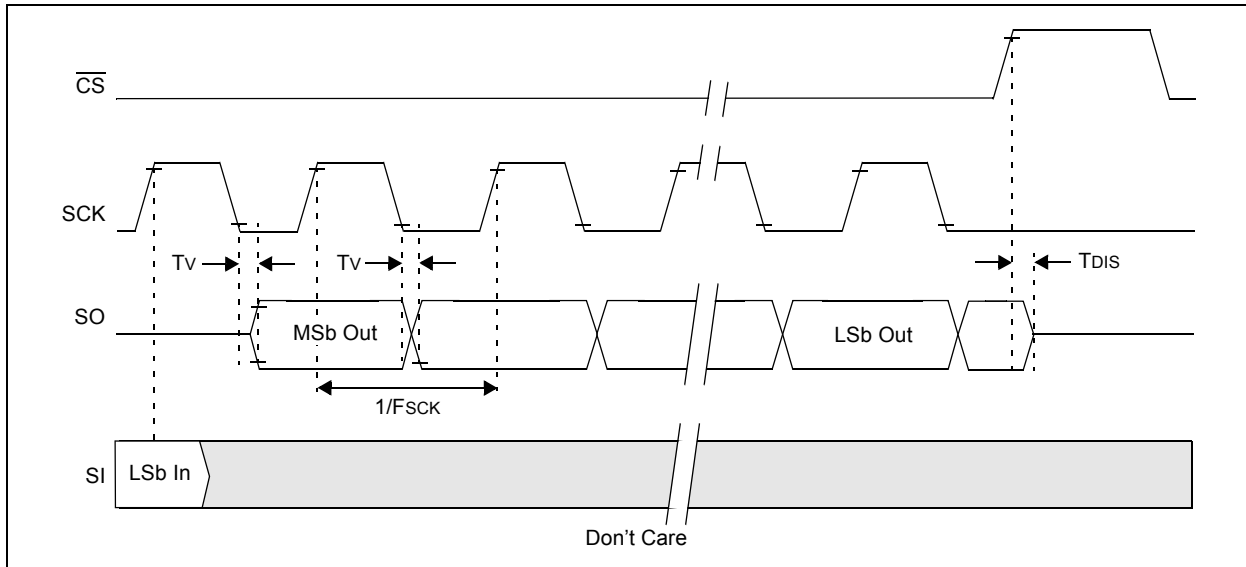 CS
SCK
TV TV TDIS
SO MSb Out LSb Out
1/FSCK
SI LSb In
Don't Care